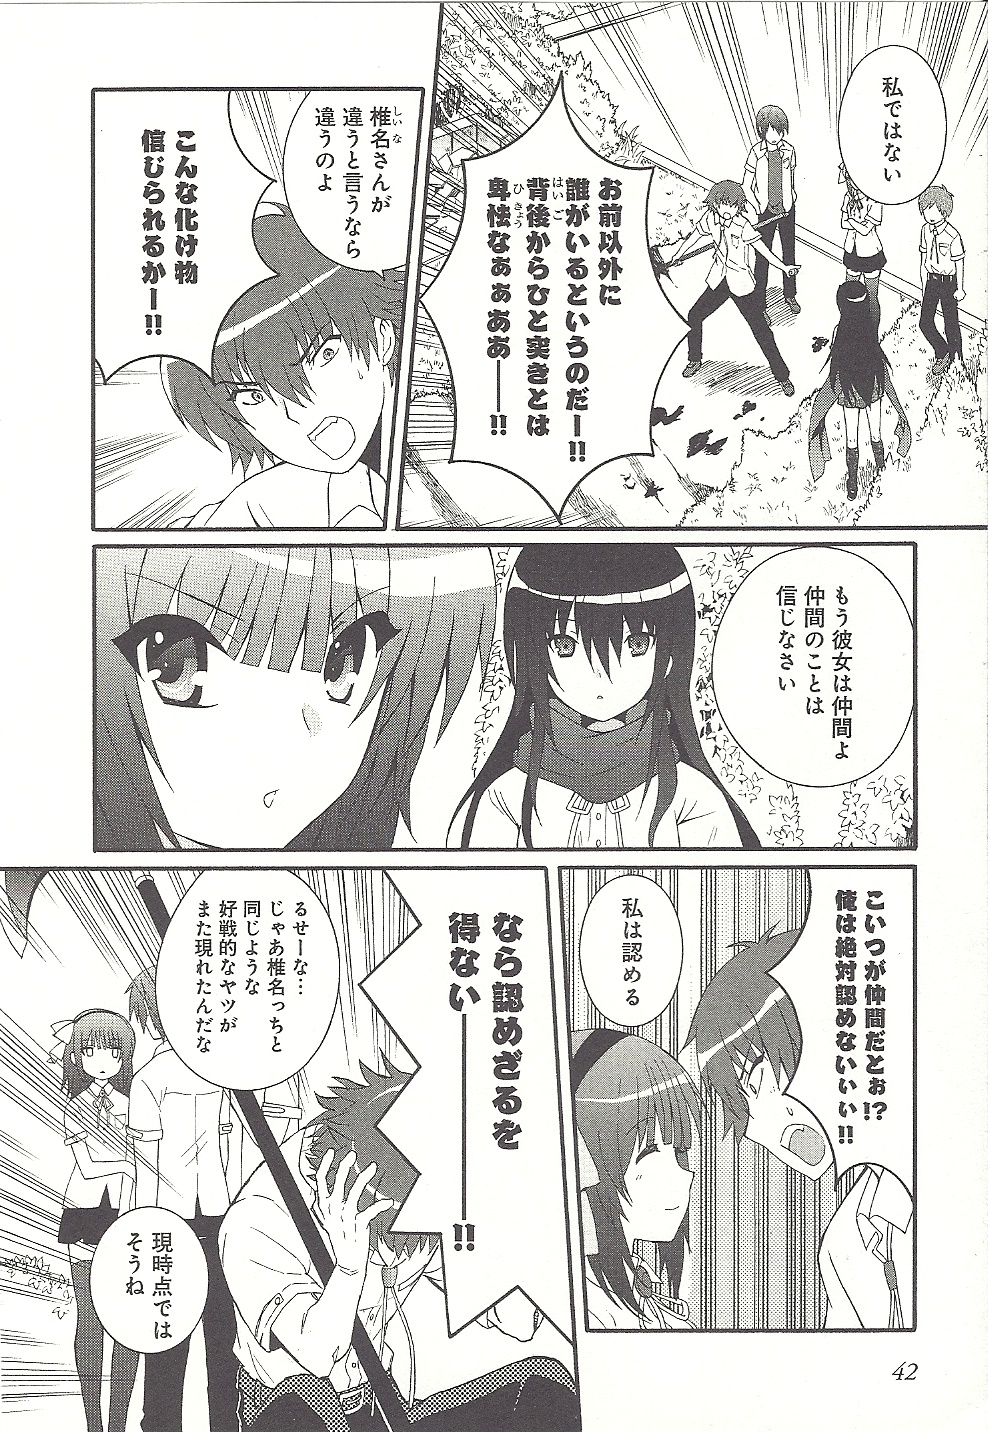 私ではない
お前以外に
誰がいるというのだー!!
背後からひと突きとは
卑怯なぁぁああ――!!
椎名さんが
違うと言うなら
違うのよ
こんな化け物
信じられるかー!!
もう彼女は仲間よ
仲間のことは
信じなさい
こいつが仲間だとぉ!?
俺は絶対認めないぃぃ!!
私は認める
なら認めざるを
得ない――――!!
るせーな…
じゃあ椎名っちと
同じような
好戦的なヤツが
また現れたんだな
現時点では
そうね
42